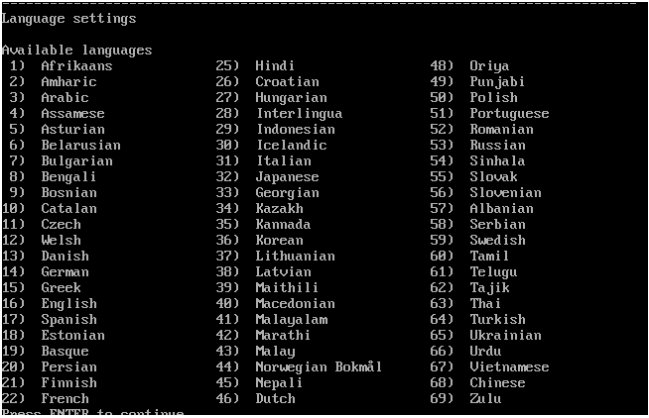 Language settings
Available languages
1) Afrikaans 25) Hindi 48) Oriya
2) Amharic 26) Croatian 49) Punjabi
3) Arabic 27) Hungarian 50) Polish
4) Assamese 28) Interlingua 51) Portuguese
5) Asturian 29) Indonesian 52) Romanian
6) Belarusian 30) Icelandic 53) Russian
7) Bulgarian 31) Italian 54) Sinhala
8) Bengali 32) Japanese 55) Slovak
9) Bosnian 33) Georgian 56) Slovenian
10) Catalan 34) Kazakh 57) Albanian
11) Czech 35) Kannada 58) Serbian
12) Welsh 36) Korean 59) Swedish
13) Danish 37) Lithuanian 60) Tamil
14) German 38) Latvian 61) Telugu
15) Greek 39) Maithili 62) Tajik
16) English 40) Macedonian 63) Thai
17) Spanish 41) Malayalam 64) Turkish
18) Estonian 42) Marathi 65) Ukrainian
19) Basque 43) Malay 66) Urdu
20) Persian 44) Norwegian Bokmål 67) Vietnamese
21) Finnish 45) Nepali 68) Chinese
22) French 46) Dutch 69) Zulu
Press ENTER to continue